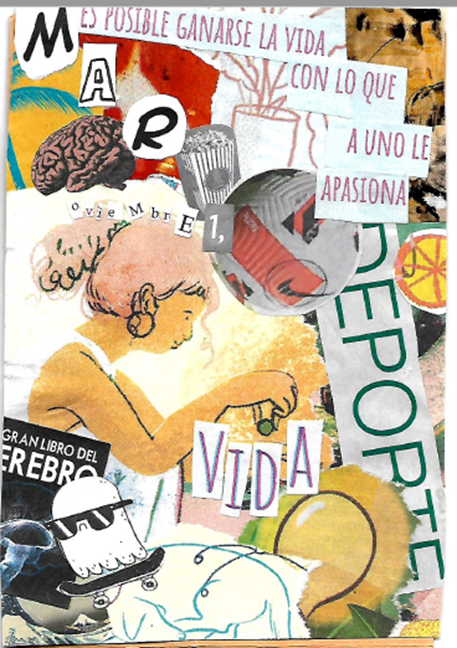 MAR
ES POSIBLE GANARSE LA VIDA
CON LO QUE
A UNO LE
APASIONA
oviembrE 1,
DEPORTE
GRAN LIBRO DEL
EREBRO
VIDA